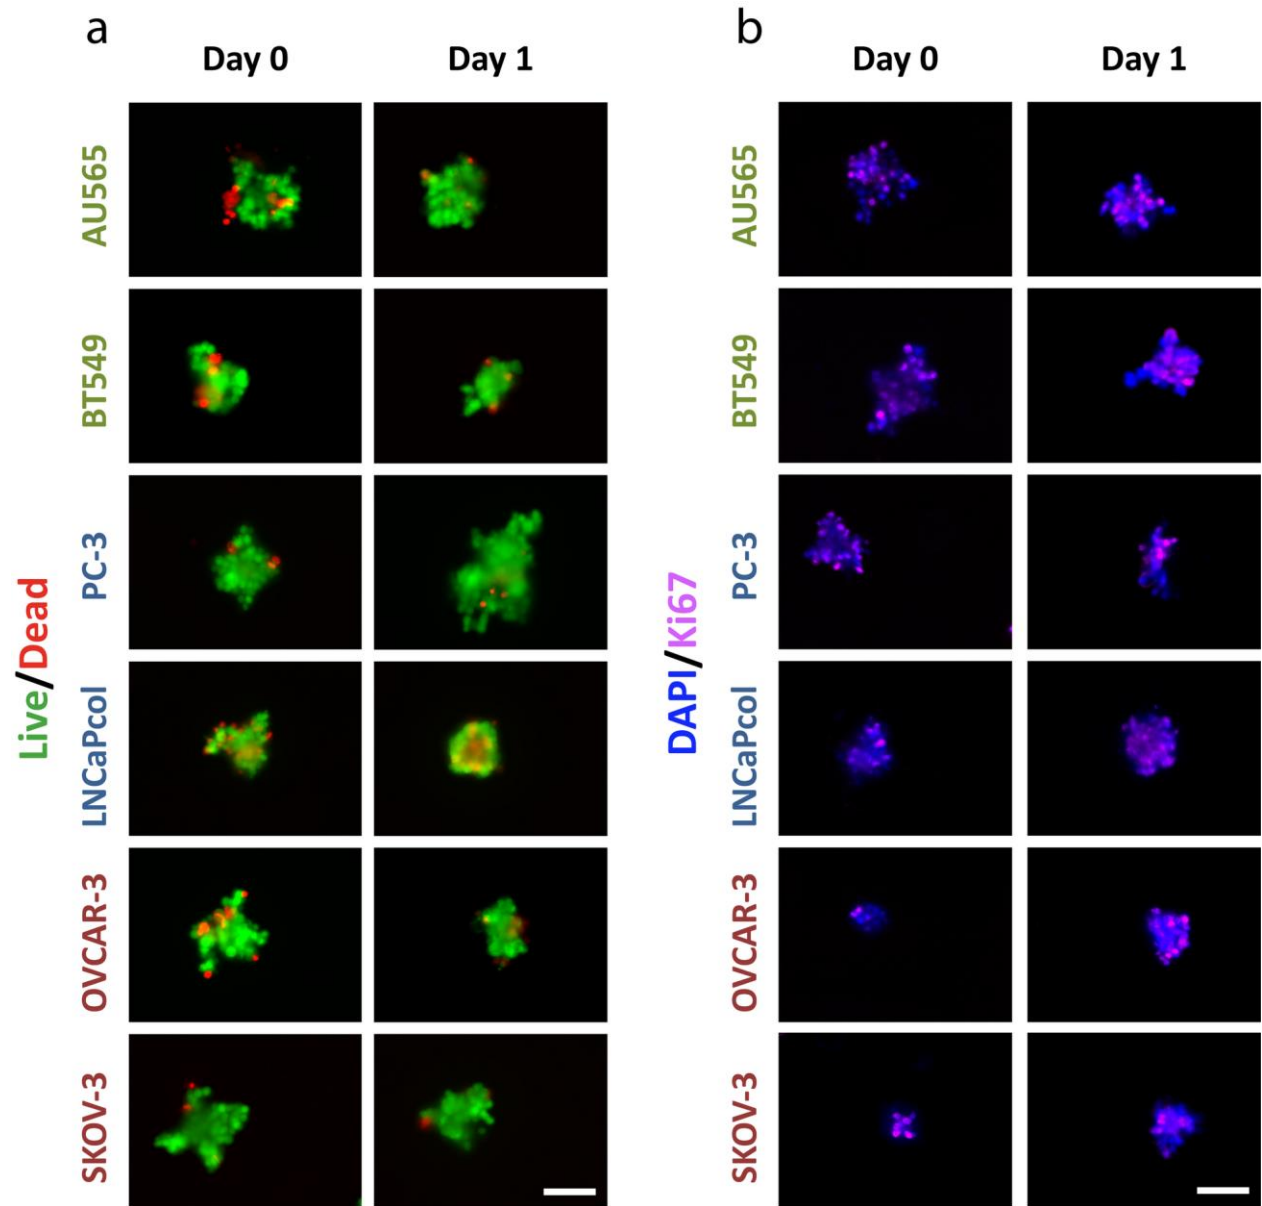 a
Day 0
Day 1
AU565
BT549
PC-3
LNCaPcol
OVCAR-3
SKOV-3
Live/Dead
b
Day 0
Day 1
AU565
BT549
PC-3
LNCaPcol
OVCAR-3
SKOV-3
DAPI/Ki67